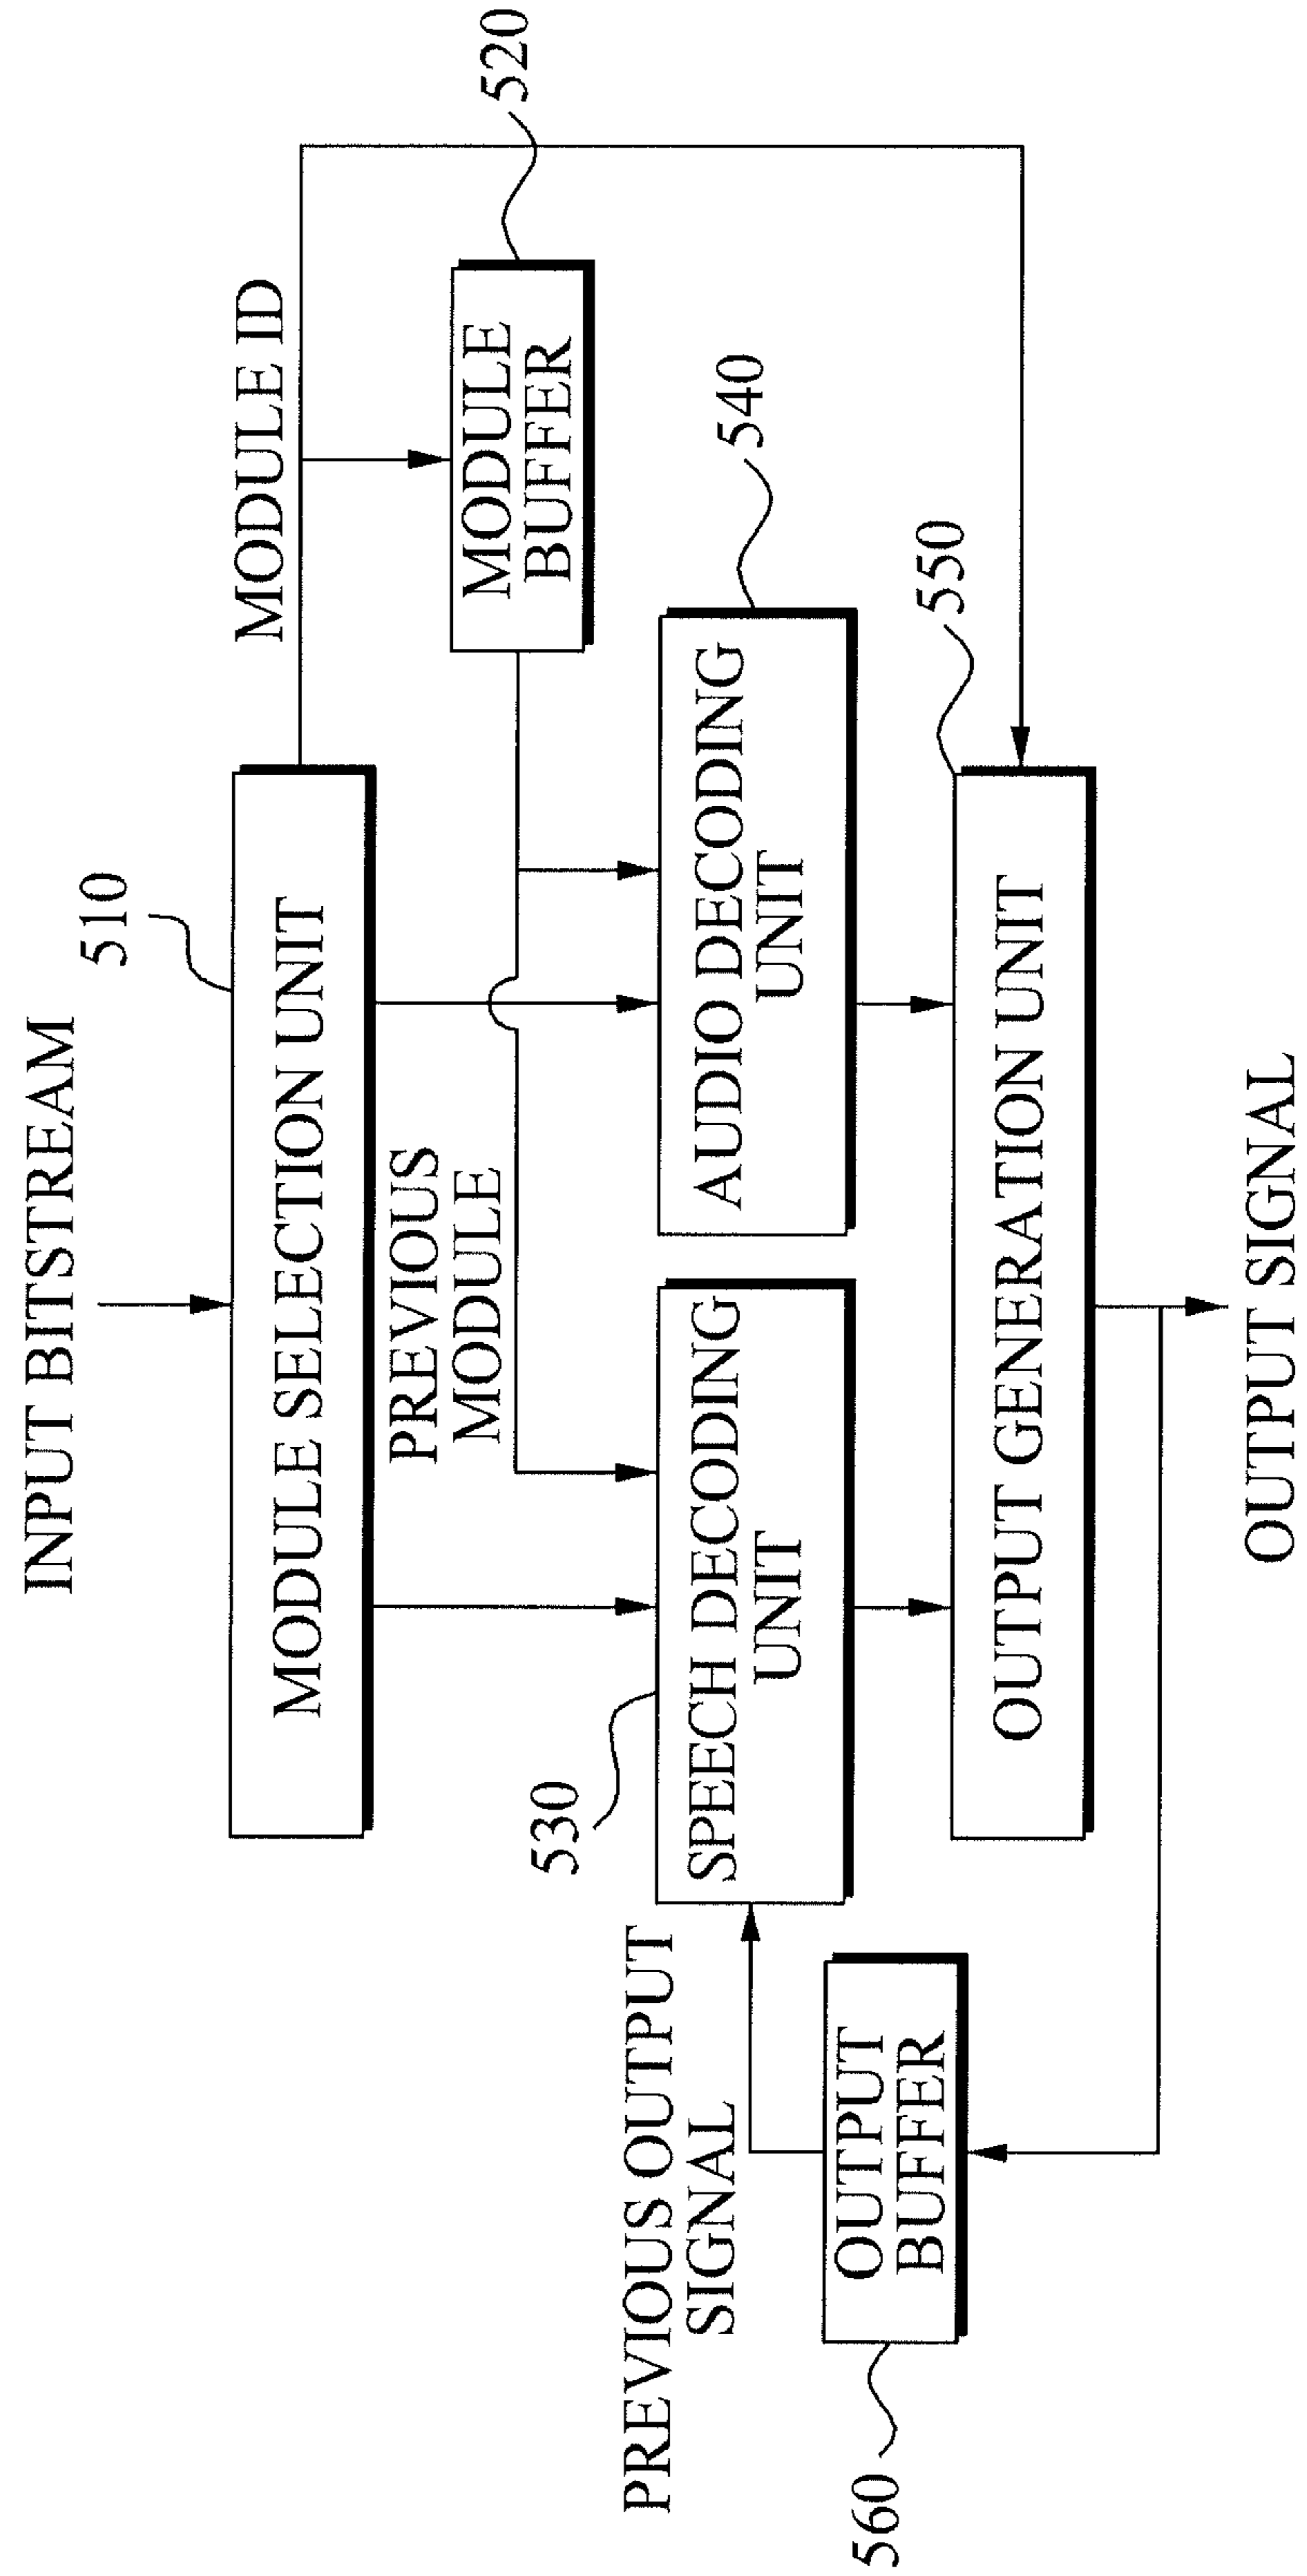 INPUT BITSTREAM
510
MODULE SELECTION UNIT
MODULE ID
520
MODULE
BUFFER
PREVIOUS
MODULE
530
SPEECH DECODING
UNIT
540
AUDIO DECODING
UNIT
PREVIOUS OUTPUT
SIGNAL
550
OUTPUT GENERATION UNIT
560
OUTPUT
BUFFER
OUTPUT SIGNAL